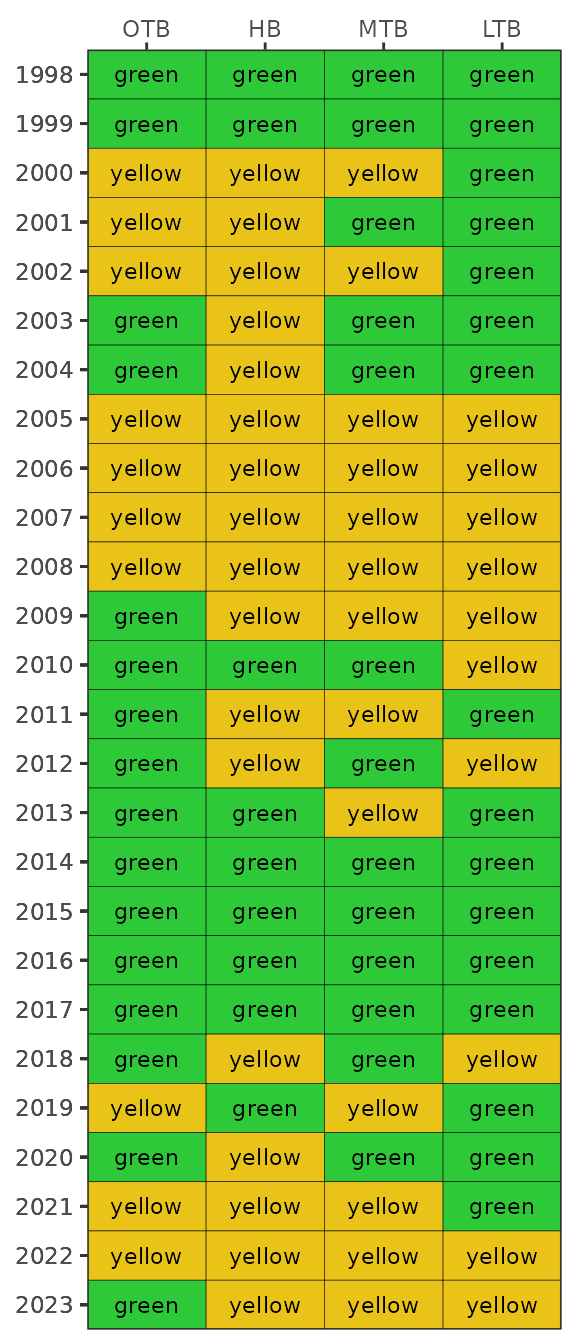 OTB HB MTB LTB
1998 green green green green
1999 green green green green
2000 yellow yellow yellow green
2001 yellow yellow green green
2002 yellow yellow yellow green
2003 green yellow green green
2004 green yellow green green
2005 yellow yellow yellow yellow
2006 yellow yellow yellow yellow
2007 yellow yellow yellow yellow
2008 yellow yellow yellow yellow
2009 green yellow yellow yellow
2010 green green green yellow
2011 green yellow yellow green
2012 green yellow green yellow
2013 green green yellow green
2014 green green green green
2015 green green green green
2016 green green green green
2017 green green green green
2018 green yellow green yellow
2019 yellow green yellow green
2020 green yellow green green
2021 yellow yellow yellow green
2022 yellow yellow yellow yellow
2023 green yellow yellow yellow